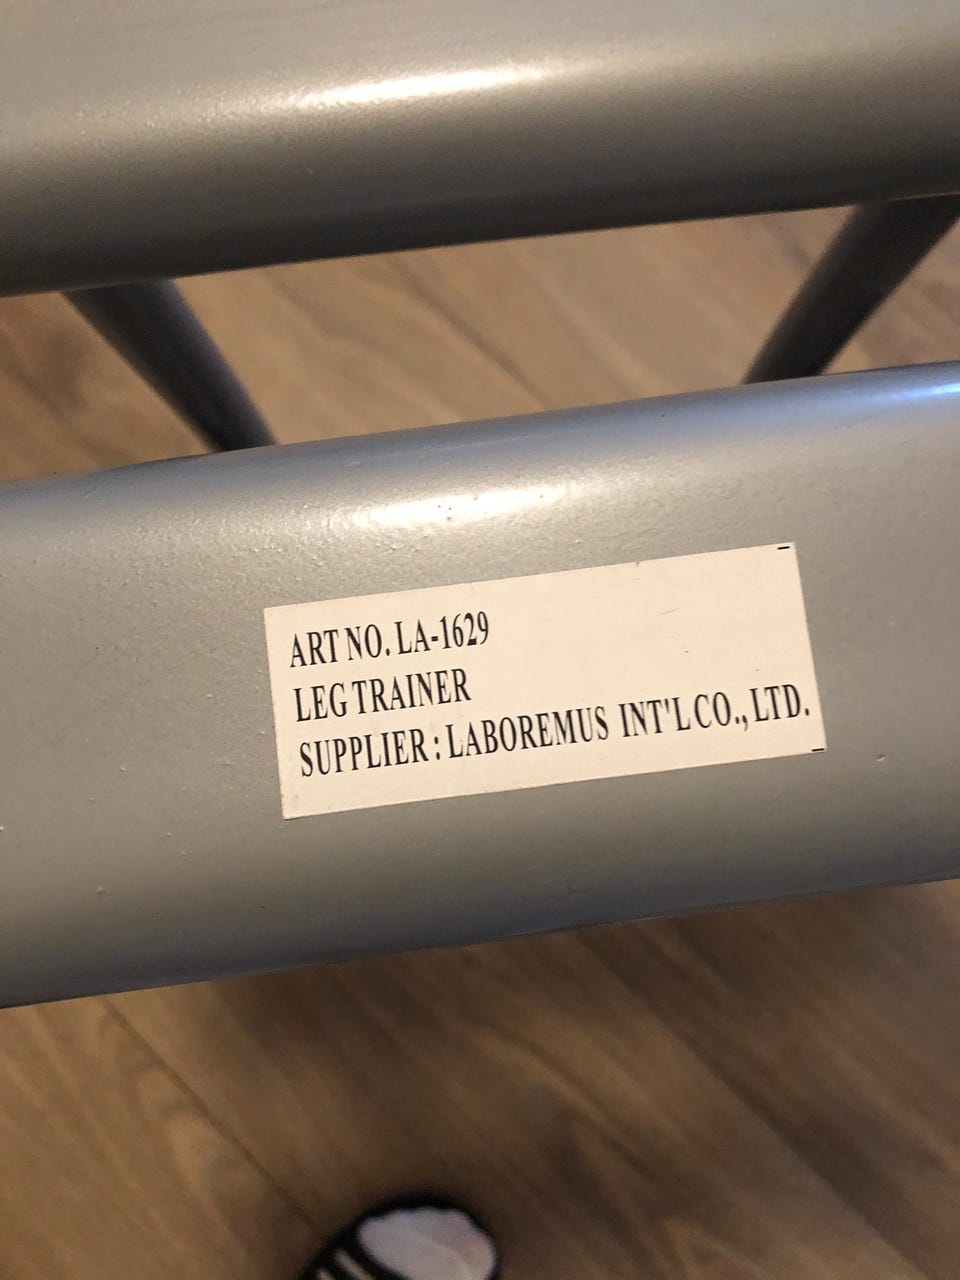 ART NO. LA-1629
LEG TRAINER
SUPPLIER : LABOREMUS INT'L CO., LTD.